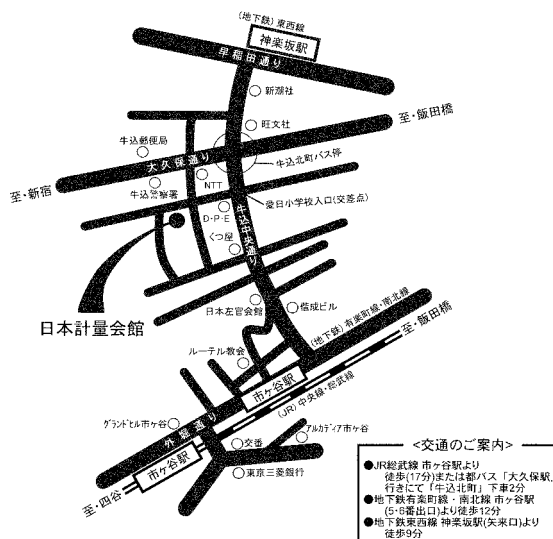 (地下鉄)東西線
神楽坂駅
早稲田通り
新潮社
旺文社
至・飯田橋
牛込郵便局
大久保通り
牛込北町バス停
至・新宿
牛込警察署
NTT
愛日小学校入口(交差点)
D・P・E
牛込中央通り
くつ屋
日本計量会館
日本左官会館
偕成ビル
(地下鉄)有楽町線・南北線
至・飯田橋
ルーテル教会
市ヶ谷駅
(JR)中央線・総武線
グランドヒル市ヶ谷
外堀通り
アルカディア市ヶ谷
交番
市ヶ谷駅
東京三菱銀行
至・四谷
<交通のご案内>
●JR総武線 市ヶ谷駅より
徒歩(17分)または都バス「大久保駅」
行きにて「牛込北町」下車2分
●地下鉄有楽町線・南北線 市ヶ谷駅
(5・6番出口)より徒歩12分
●地下鉄東西線 神楽坂駅(矢来口)より
徒歩9分